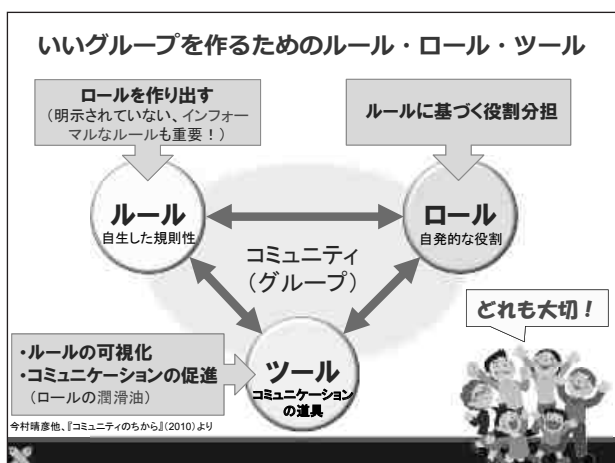 いいグループを作るためのルール・ロール・ツール
ロールを作り出す
（明示されていない、インフォー
マルなルールも重要！）
ルールに基づく役割分担
ルール
自生した規則性
ロール
自発的な役割
コミュニティ
（グループ）
どれも大切！
・ルールの可視化
・コミュニケーションの促進
（ロールの潤滑油）
ツール
コミュニケーション
の道具
今村晴彦他、『コミュニティのちから』（2010）より